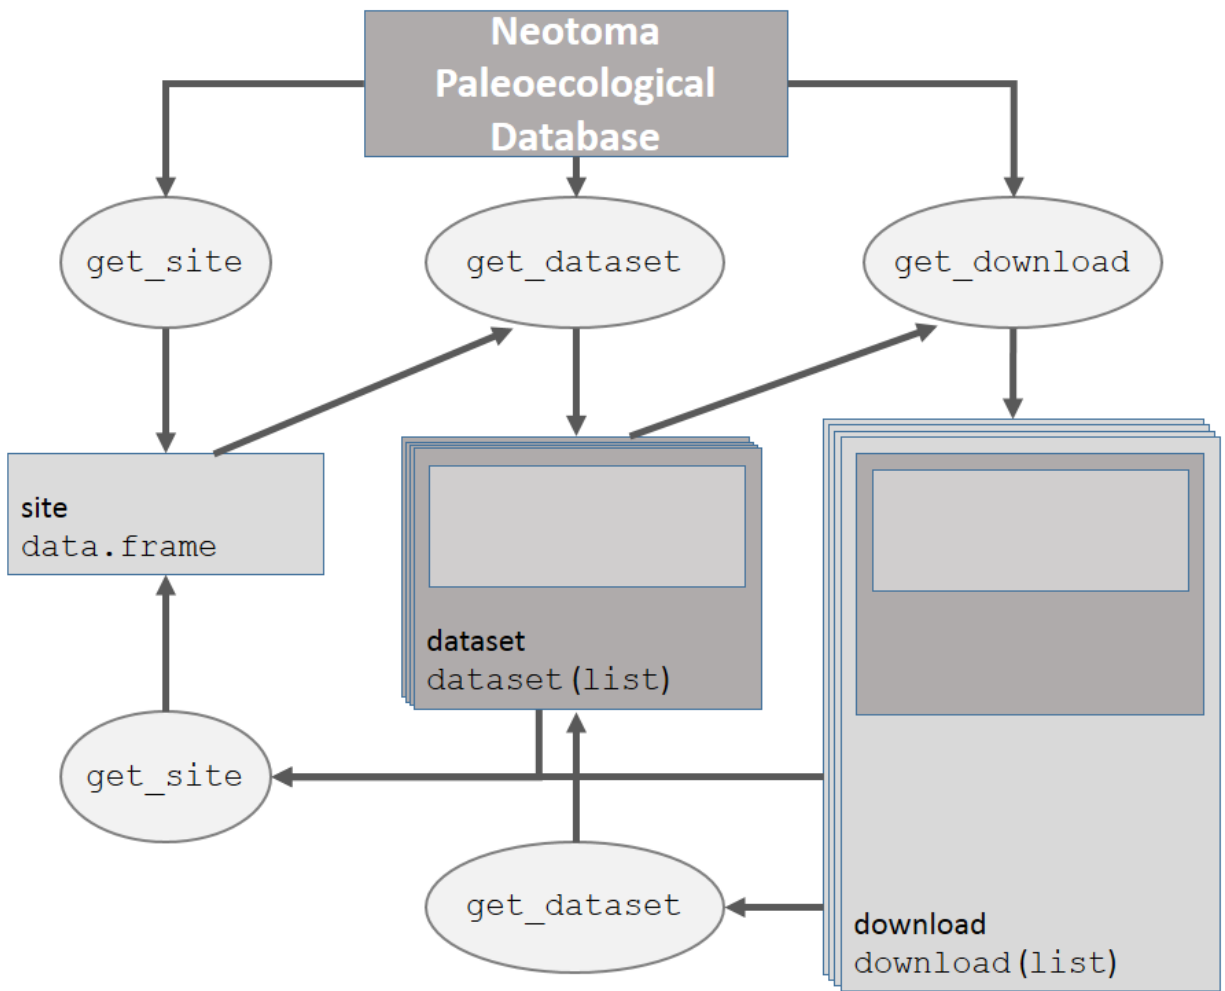 Neotoma
Paleoecological
Database
get_site
get_dataset
get_download
site
data.frame
dataset
dataset(list)
get_site
get_dataset
download
download(list)